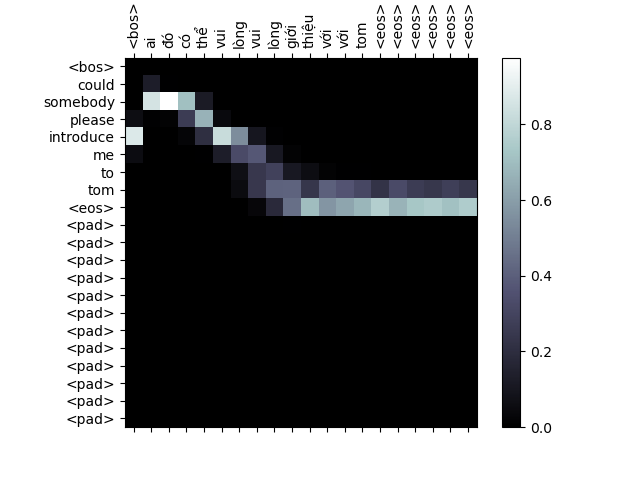 <bos> ai đó có thể vui lòng vui lòng giới thiệu với với tom <eos> <eos> <eos> <eos> <eos> <eos>
<bos>
could
somebody
please
introduce
me
to
tom
<eos>
<pad>
<pad>
<pad>
<pad>
<pad>
<pad>
<pad>
<pad>
<pad>
<pad>
<pad>
<pad>
0.8
0.6
0.4
0.2
0.0